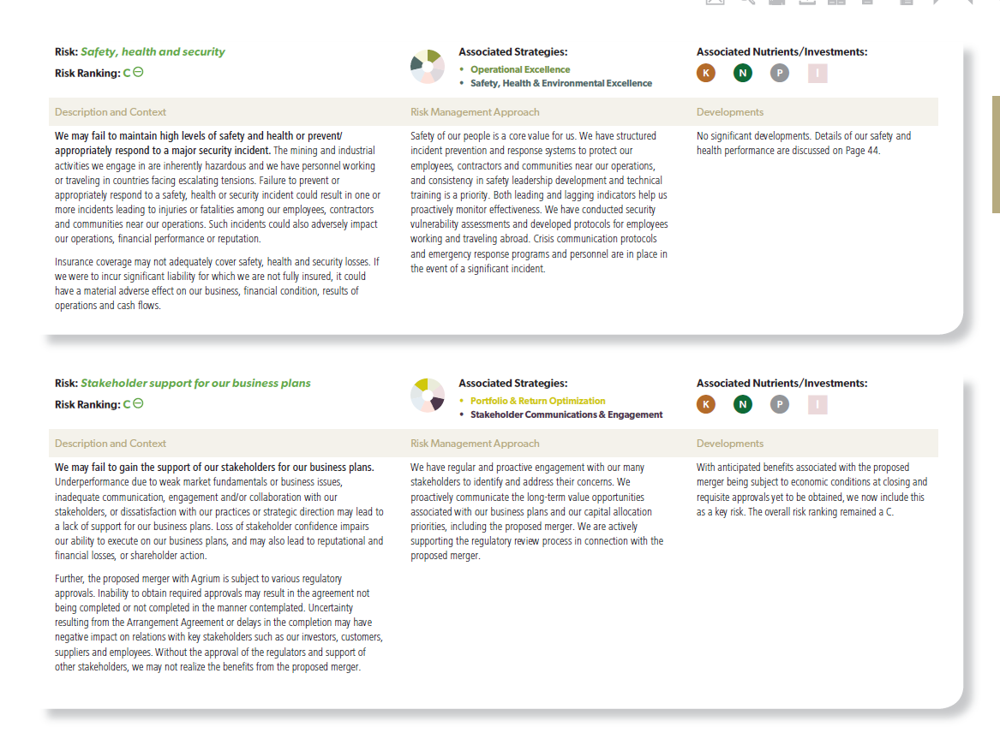 Risk: Safety, health and security
Risk Ranking: C
Associated Strategies:
• Operational Excellence
• Safety, Health & Environmental Excellence
Associated Nutrients/Investments:
K N P I
Description and Context
We may fail to maintain high levels of safety and health or prevent/
appropriately respond to a major security incident. The mining and industrial
activities we engage in are inherently hazardous and we have personnel working
or traveling in countries facing escalating tensions. Failure to prevent or
appropriately respond to a safety, health or security incident could result in one or
more incidents leading to injuries or fatalities among our employees, contractors
and communities near our operations. Such incidents could also adversely impact
our operations, financial performance or reputation.
Insurance coverage may not adequately cover safety, health and security losses. If
we were to incur significant liability for which we are not fully insured, it could
have a material adverse effect on our business, financial condition, results of
operations and cash flows.
Risk Management Approach
Safety of our people is a core value for us. We have structured
incident prevention and response systems to protect our
employees, contractors and communities near our operations,
and consistency in safety leadership development and technical
training is a priority. Both leading and lagging indicators help us
proactively monitor effectiveness. We have conducted security
vulnerability assessments and developed protocols for employees
working and traveling abroad. Crisis communication protocols
and emergency response programs and personnel are in place in
the event of a significant incident.
Developments
No significant developments. Details of our safety and
health performance are discussed on Page 44.
Risk: Stakeholder support for our business plans
Risk Ranking: C
Associated Strategies:
• Portfolio & Return Optimization
• Stakeholder Communications & Engagement
Associated Nutrients/Investments:
K N P I
Description and Context
We may fail to gain the support of our stakeholders for our business plans.
Underperformance due to weak market fundamentals or business issues,
inadequate communication, engagement and/or collaboration with our
stakeholders, or dissatisfaction with our practices or strategic direction may lead to
a lack of support for our business plans. Loss of stakeholder confidence impairs
our ability to execute on our business plans, and may also lead to reputational and
financial losses, or shareholder action.
Further, the proposed merger with Agrium is subject to various regulatory
approvals. Inability to obtain required approvals may result in the agreement not
being completed or not completed in the manner contemplated. Uncertainty
resulting from the Arrangement Agreement or delays in the completion may have
negative impact on relations with key stakeholders such as our investors, customers,
suppliers and employees. Without the approval of the regulators and support of
other stakeholders, we may not realize the benefits from the proposed merger.
Risk Management Approach
We have regular and proactive engagement with our many
stakeholders to identify and address their concerns. We
proactively communicate the long-term value opportunities
associated with our business plans and our capital allocation
priorities, including the proposed merger. We are actively
supporting the regulatory review process in connection with the
proposed merger.
Developments
With anticipated benefits associated with the proposed
merger being subject to economic conditions at closing and
requisite approvals yet to be obtained, we now include this
as a key risk. The overall risk ranking remained a C.